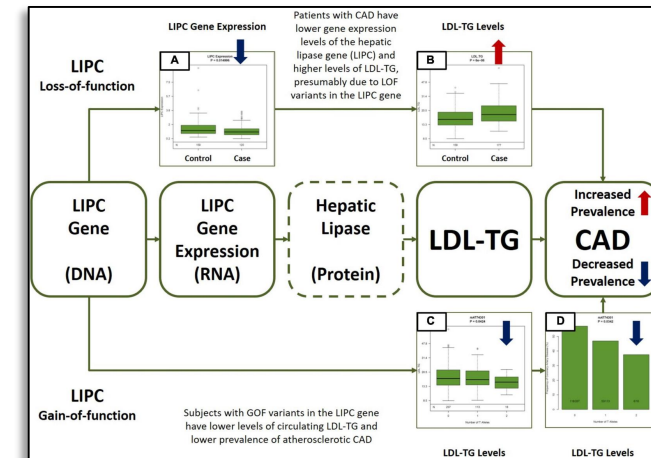 LIPC
Loss-of-function
LIPC Gene Expression
A
LIPC Expression
Control
Case
Patients with CAD have
lower gene expression
levels of the hepatic
lipase gene (LIPC) and
higher levels of LDL-TG,
presumably due to LOF
variants in the LIPC gene
LDL-TG Levels
B
LDL TG
Control
Case
LIPC
Gene
(DNA)
LIPC
Gene
Expression
(RNA)
Hepatic
Lipase
(Protein)
LDL-TG
Increased
Prevalence
CAD
Decreased
Prevalence
LIPC
Gain-of-function
Subjects with GOF variants in the LIPC gene
have lower levels of circulating LDL-TG and
lower prevalence of atherosclerotic CAD
C
LDL-TG Levels
D
LDL-TG Levels